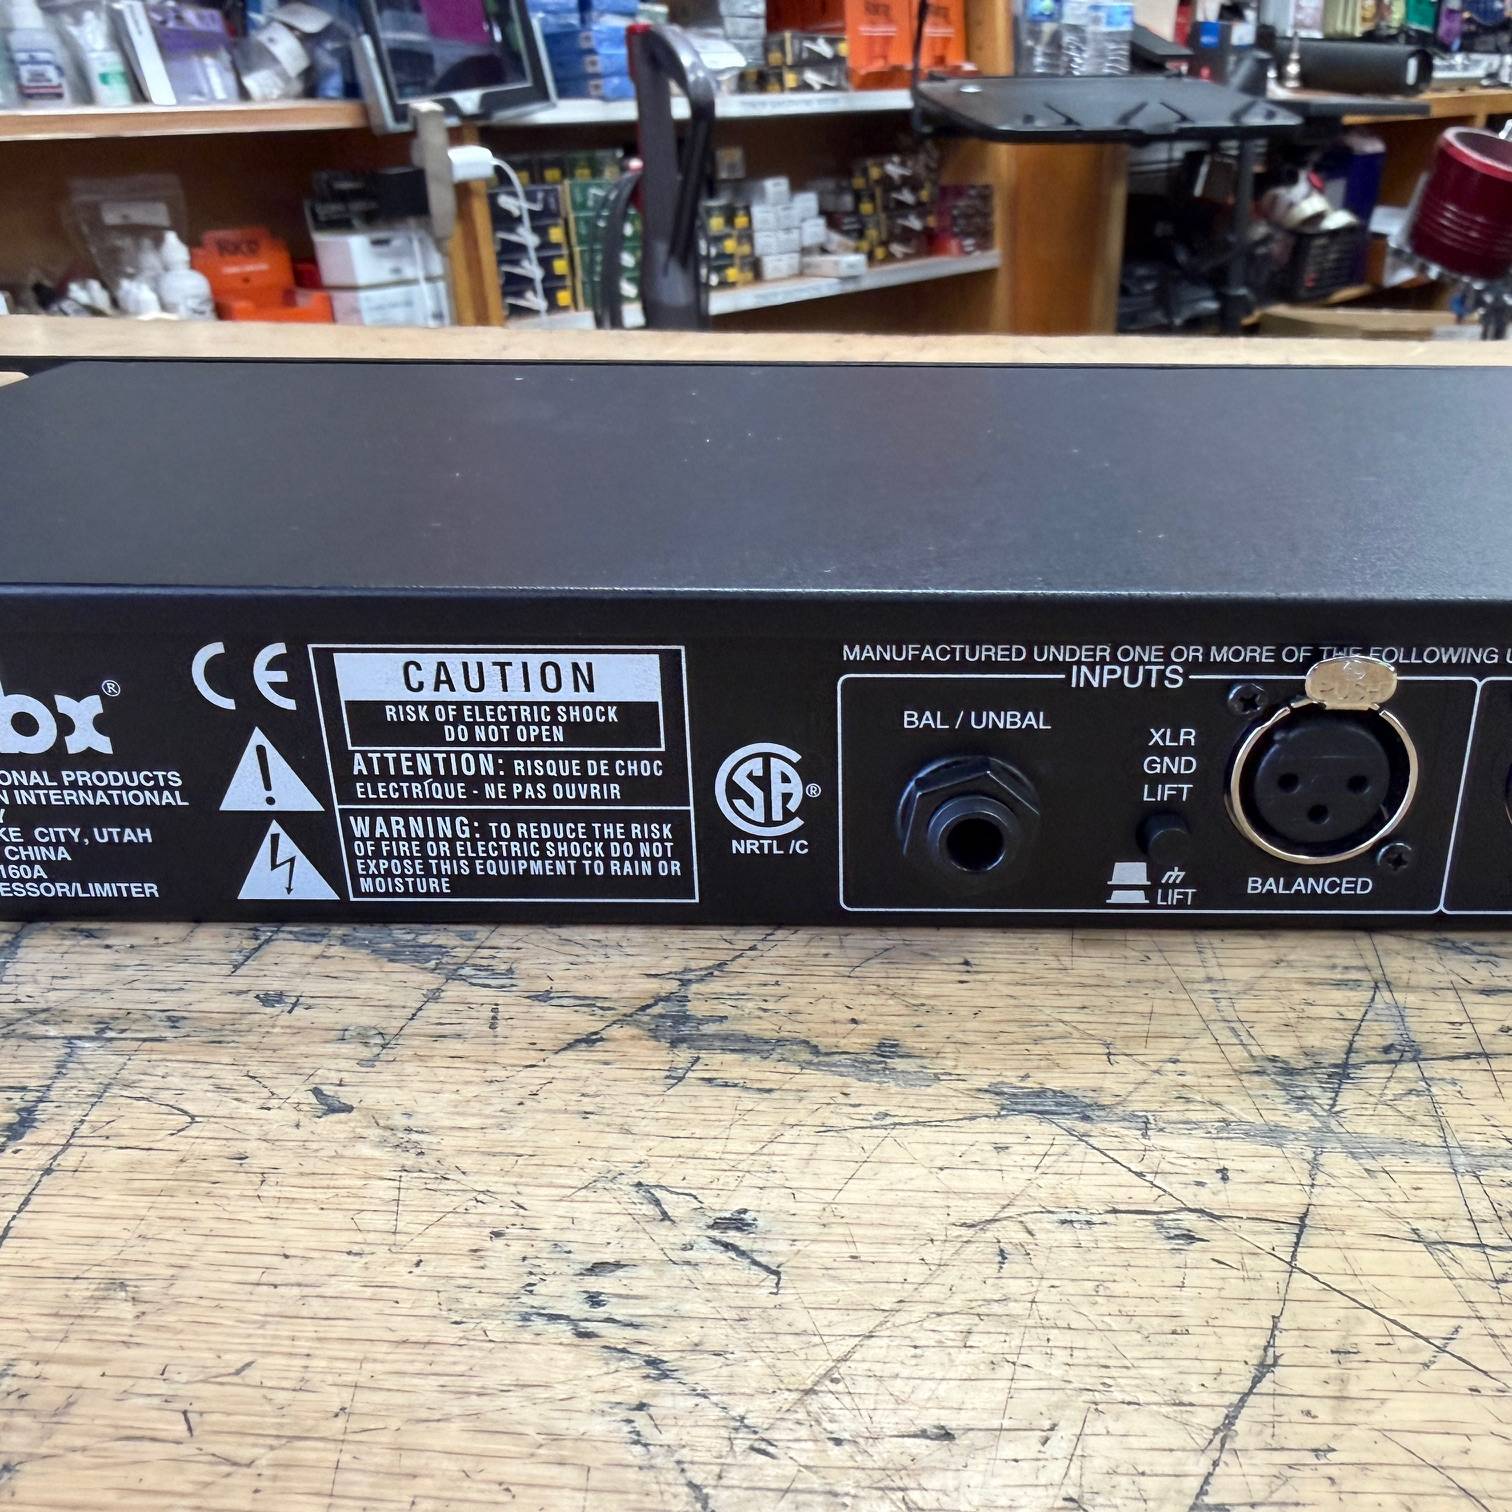 bx®
ONAL PRODUCTS
N INTERNATIONAL
Y
KE CITY, UTAH
CHINA
160A
ESSOR/LIMITER
CE
CAUTION
RISK OF ELECTRIC SHOCK
DO NOT OPEN
ATTENTION: RISQUE DE CHOC
ELECTRÍQUE - NE PAS OUVRIR
WARNING: TO REDUCE THE RISK
OF FIRE OR ELECTRIC SHOCK DO NOT
EXPOSE THIS EQUIPMENT TO RAIN OR
MOISTURE
SA®
NRTL /C
MANUFACTURED UNDER ONE OR MORE OF THE FOLLOWING U
INPUTS
BAL / UNBAL
XLR
GND
LIFT
LIFT
PUSH
BALANCED